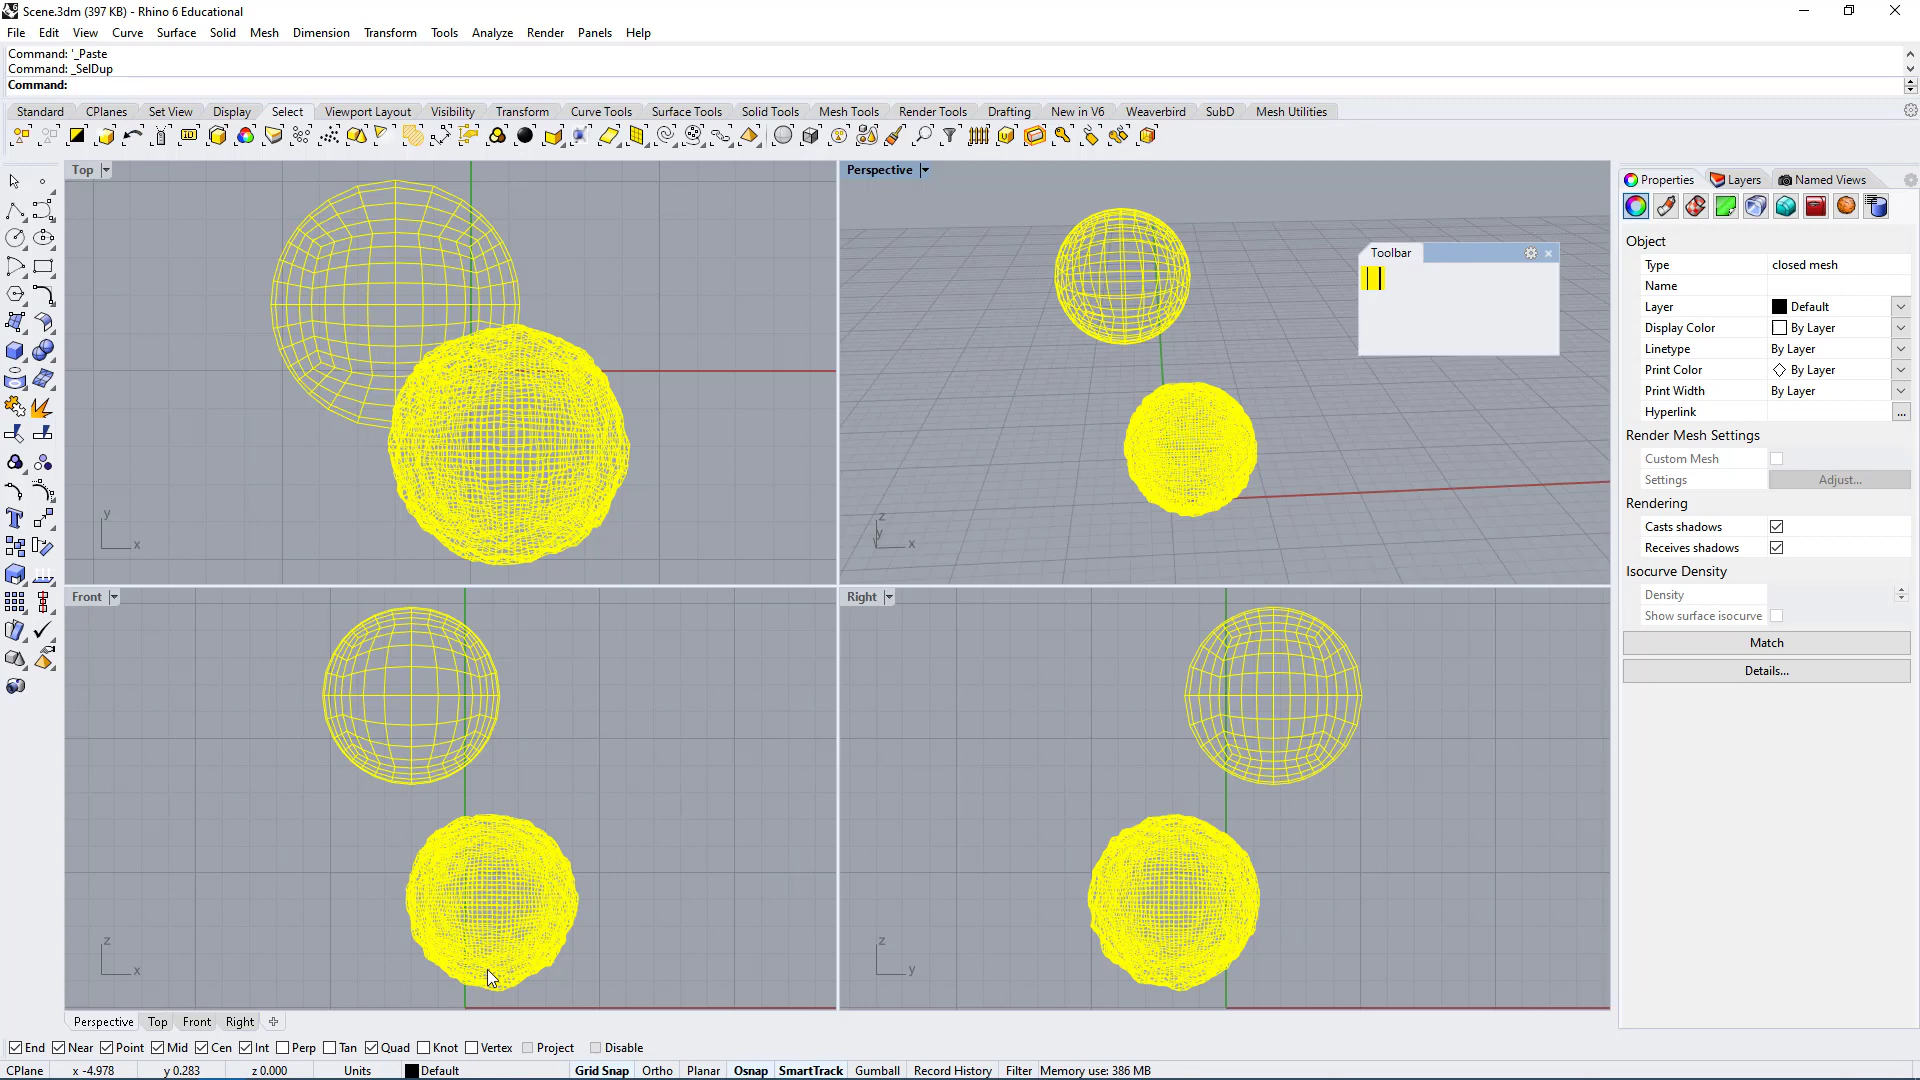 Scene.3dm (397 KB) - Rhino 6 Educational
File Edit View Curve Surface Solid Mesh Dimension Transform Tools Analyze Render Panels Help
Command: '_Paste
Command: _SelDup
Command:
Standard CPlanes Set View Display Select Viewport Layout Visibility Transform Curve Tools Surface Tools Solid Tools Mesh Tools Render Tools Drafting New in V6 Weaverbird SubD Mesh Utilities
Top
Perspective
Toolbar
Front
Right
y
x
z
y
x
z
x
z
y
Properties Layers Named Views
Object
Type closed mesh
Name
Layer Default
Display Color By Layer
Linetype By Layer
Print Color By Layer
Print Width By Layer
Hyperlink ...
Render Mesh Settings
Custom Mesh
Settings Adjust...
Rendering
Casts shadows
Receives shadows
Isocurve Density
Density
Show surface isocurve
Match
Details...
Perspective Top Front Right
End Near Point Mid Cen Int Perp Tan Quad Knot Vertex Project Disable
CPlane x -4.978 y 0.283 z 0.000 Units Default Grid Snap Ortho Planar Osnap SmartTrack Gumball Record History Filter Memory use: 386 MB